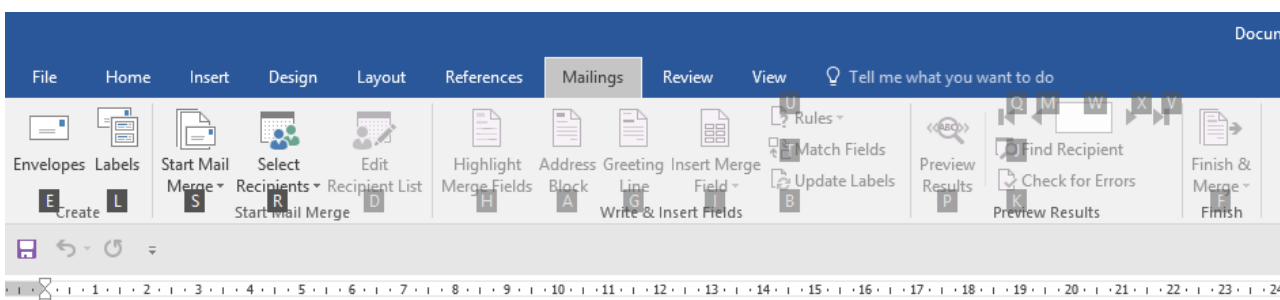 Docum
File Home Insert Design Layout References Mailings Review View Tell me what you want to do
U Q M W X V
Rules
ABC
Envelopes Labels Start Mail Select Edit Highlight Address Greeting Insert Merge T Match Fields Preview O Find Recipient Finish &
Merge Recipients Recipient List Merge Fields Block Line Field Update Labels Results Check for Errors Merge
E L S R D H A G I B P K F
Create Start Mail Merge Write & Insert Fields Preview Results Finish
1 2 3 4 5 6 7 8 9 10 11 12 13 14 15 16 17 18 19 20 21 22 23 24